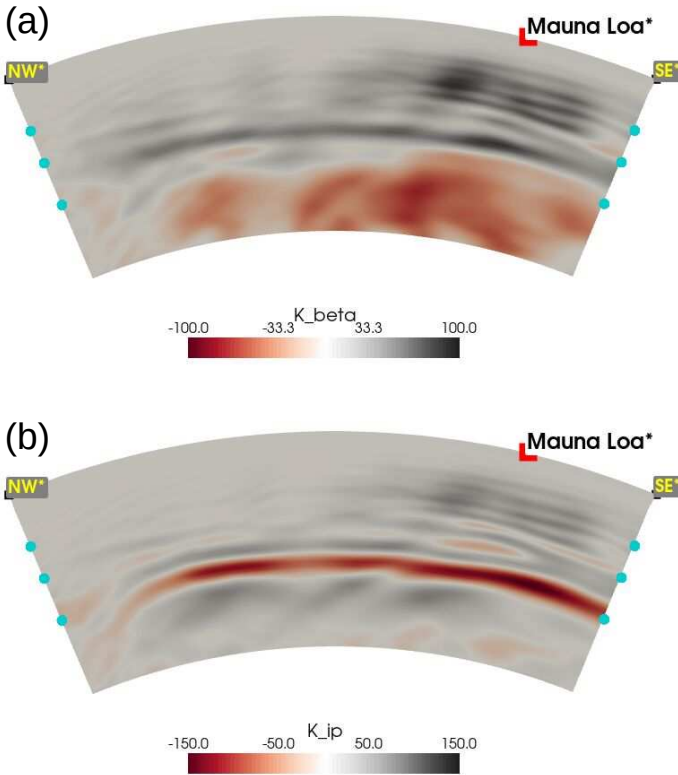 (a)
Mauna Loa*
NW*
SE*
K_beta
-100.0 -33.3 33.3 100.0
(b)
Mauna Loa*
NW*
SE*
K_ip
-150.0 -50.0 50.0 150.0